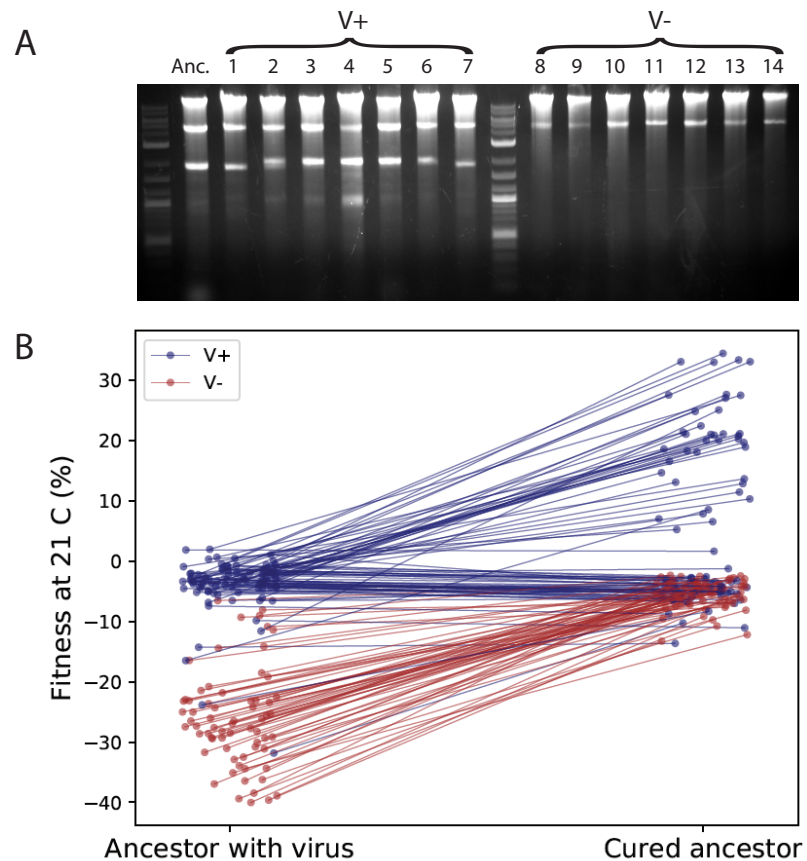 A
V+
V-
Anc. 1 2 3 4 5 6 7 8 9 10 11 12 13 14
B
V+
V-
30
20
10
0
−10
−20
−30
−40
Fitness at 21 C (%)
Ancestor with virus
Cured ancestor